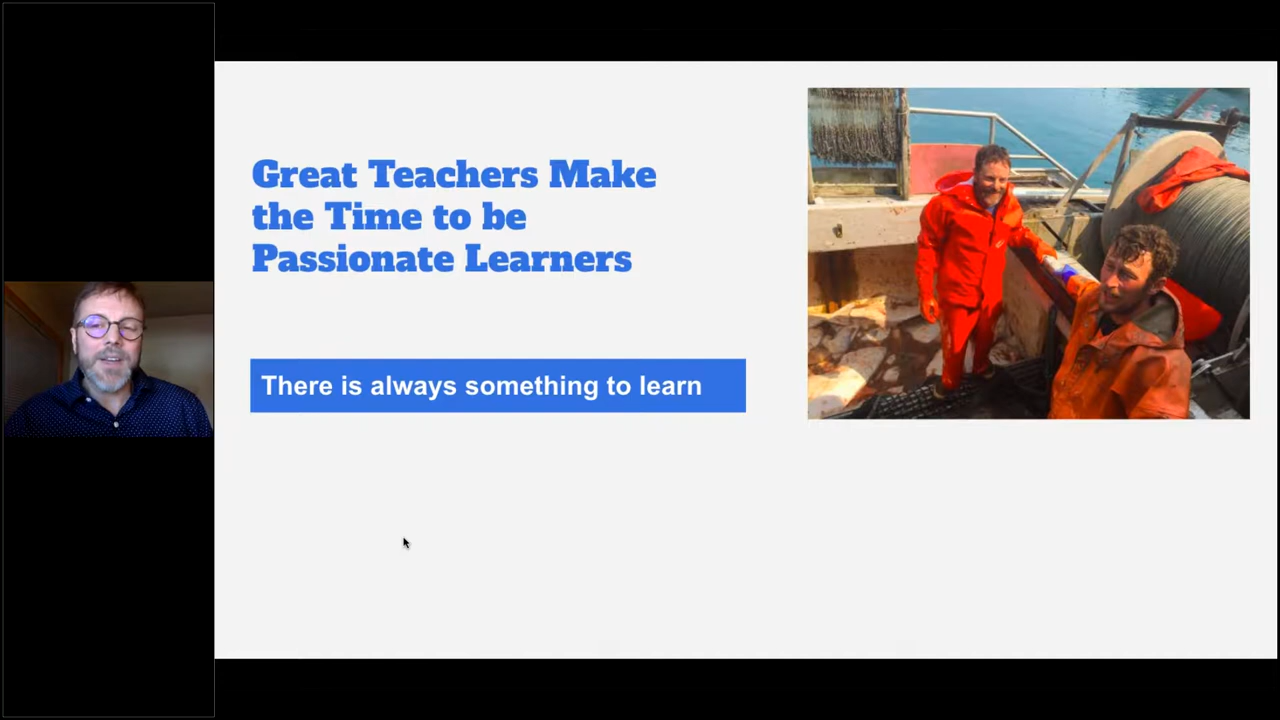 Great Teachers Make
the Time to be
Passionate Learners
There is always something to learn